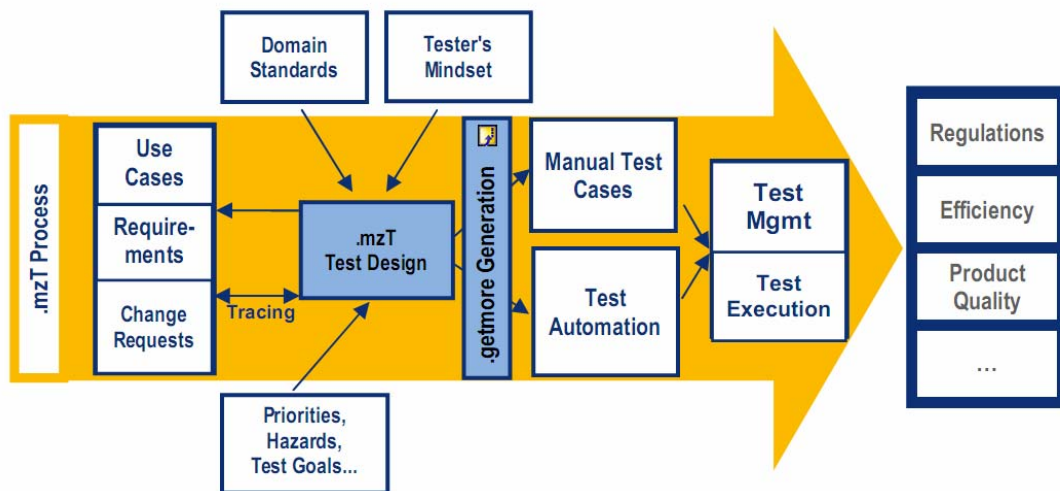 Domain
Standards
Tester's
Mindset
.mzT Process
Use
Cases
Require-
ments
Change
Requests
Tracing
.mzT
Test Design
Priorities,
Hazards,
Test Goals...
.getmore Generation
Manual Test
Cases
Test
Automation
Test
Mgmt
Test
Execution
Regulations
Efficiency
Product
Quality
...